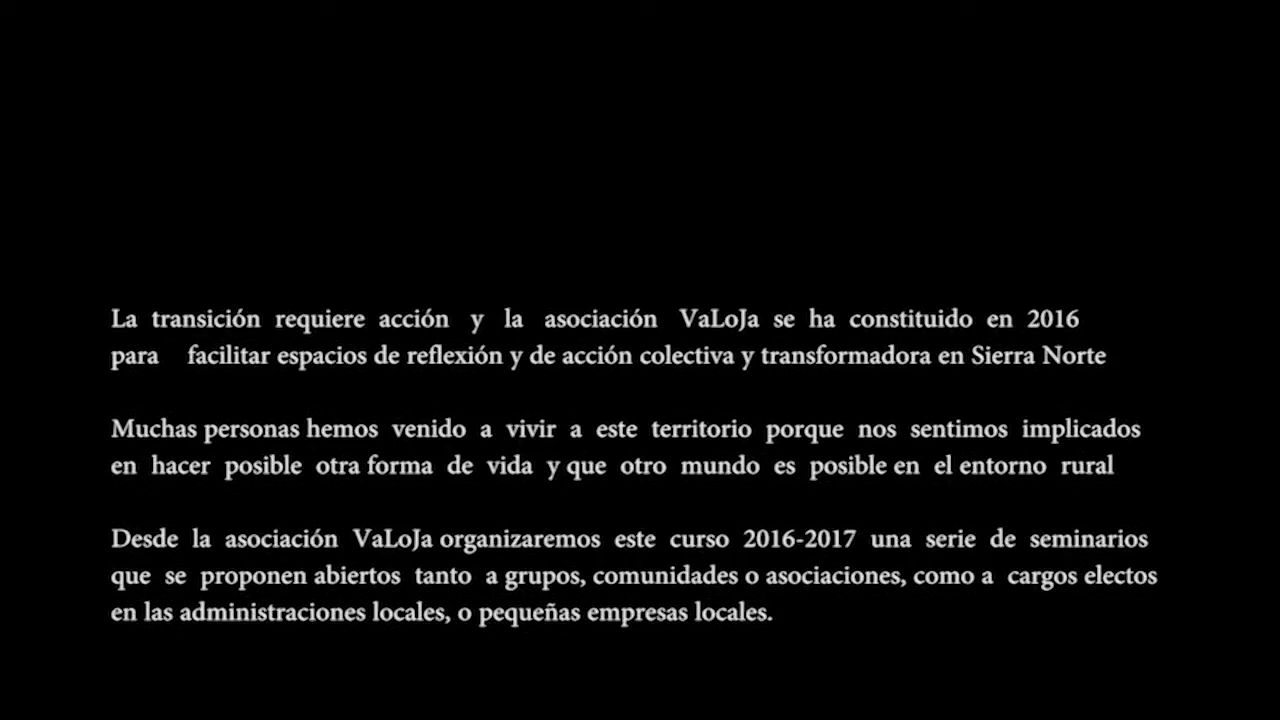 La transición requiere acción y la asociación VaLoJa se ha constituido en 2016
para facilitar espacios de reflexión y de acción colectiva y transformadora en Sierra Norte
Muchas personas hemos venido a vivir a este territorio porque nos sentimos implicados
en hacer posible otra forma de vida y que otro mundo es posible en el entorno rural
Desde la asociación VaLoJa organizaremos este curso 2016-2017 una serie de seminarios
que se proponen abiertos tanto a grupos, comunidades o asociaciones, como a cargos electos
en las administraciones locales, o pequeñas empresas locales.